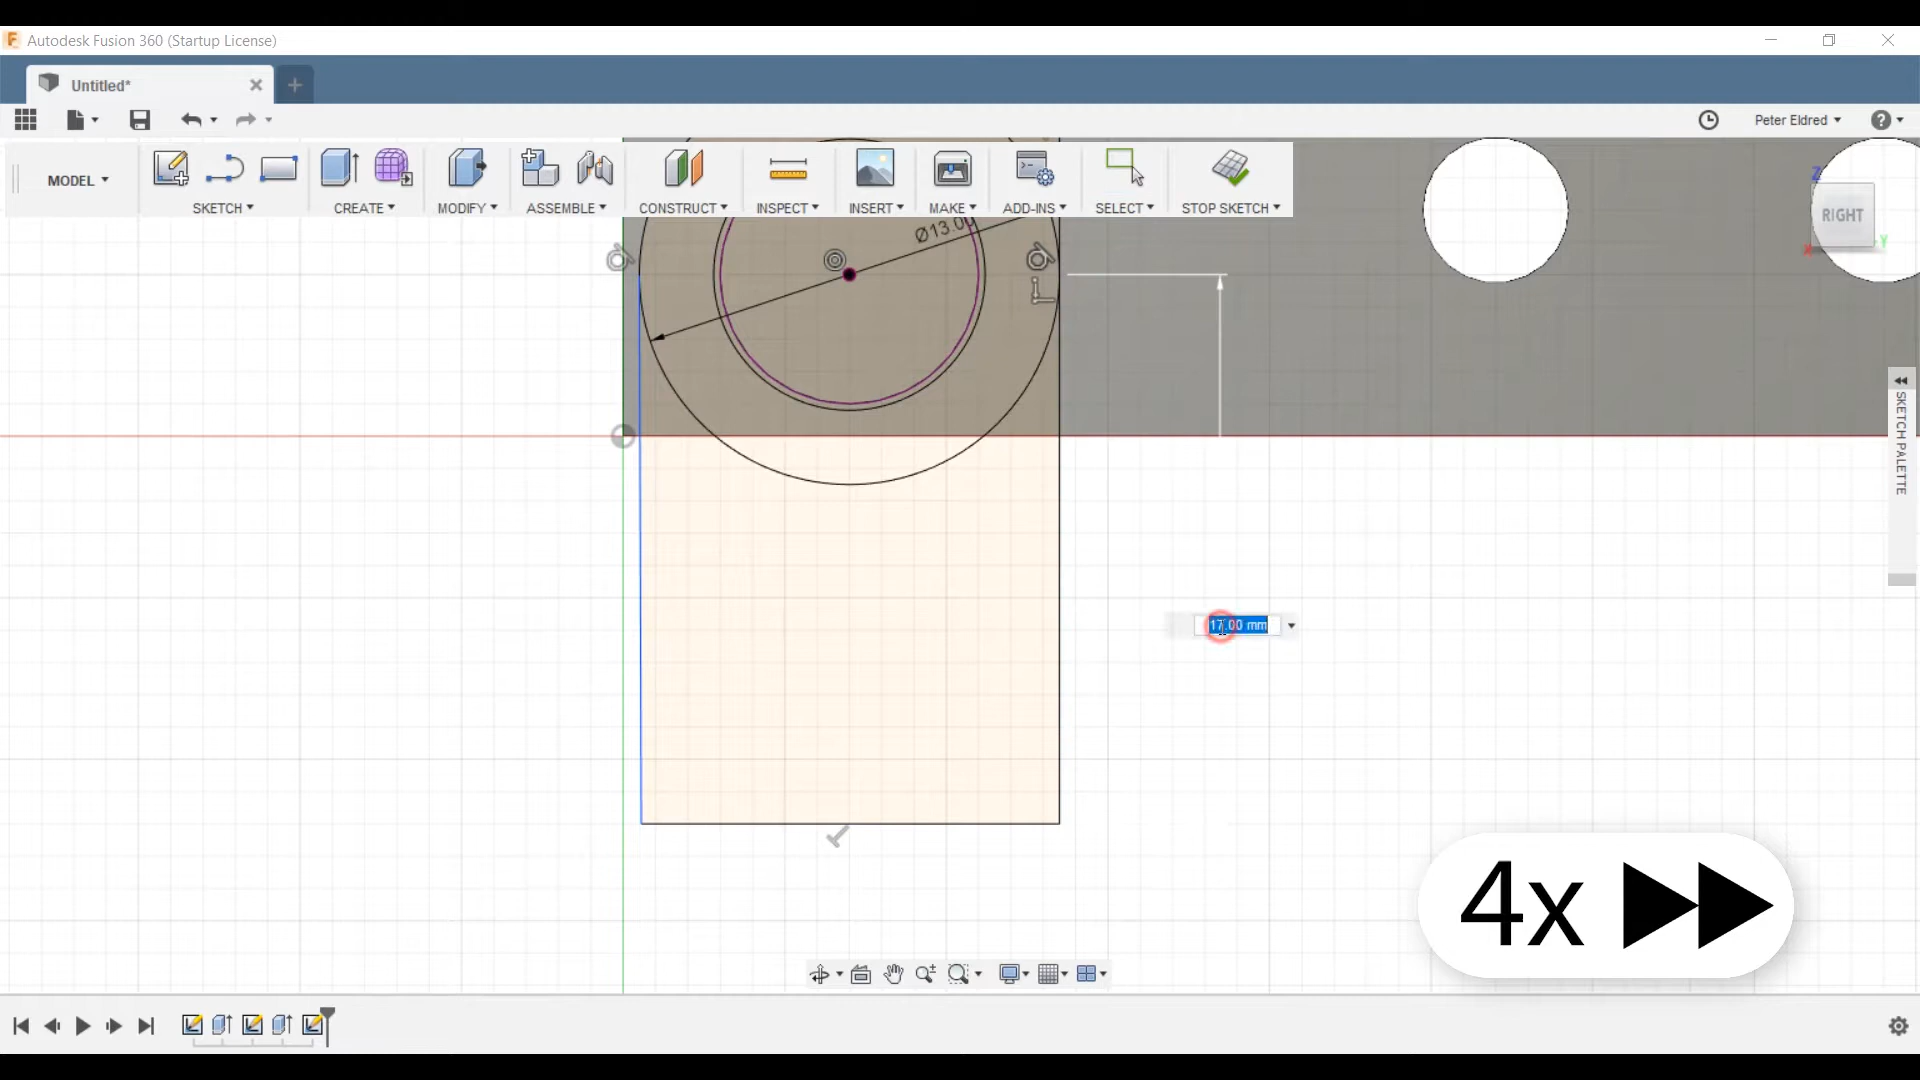 Autodesk Fusion 360 (Startup License)
Untitled*
Peter Eldred
MODEL
SKETCH
CREATE
MODIFY
ASSEMBLE
CONSTRUCT
INSPECT
INSERT
MAKE
ADD-INS
SELECT
STOP SKETCH
Z
RIGHT
X
Y
Ø13.00
SKETCH PALETTE
17.00 mm
4x